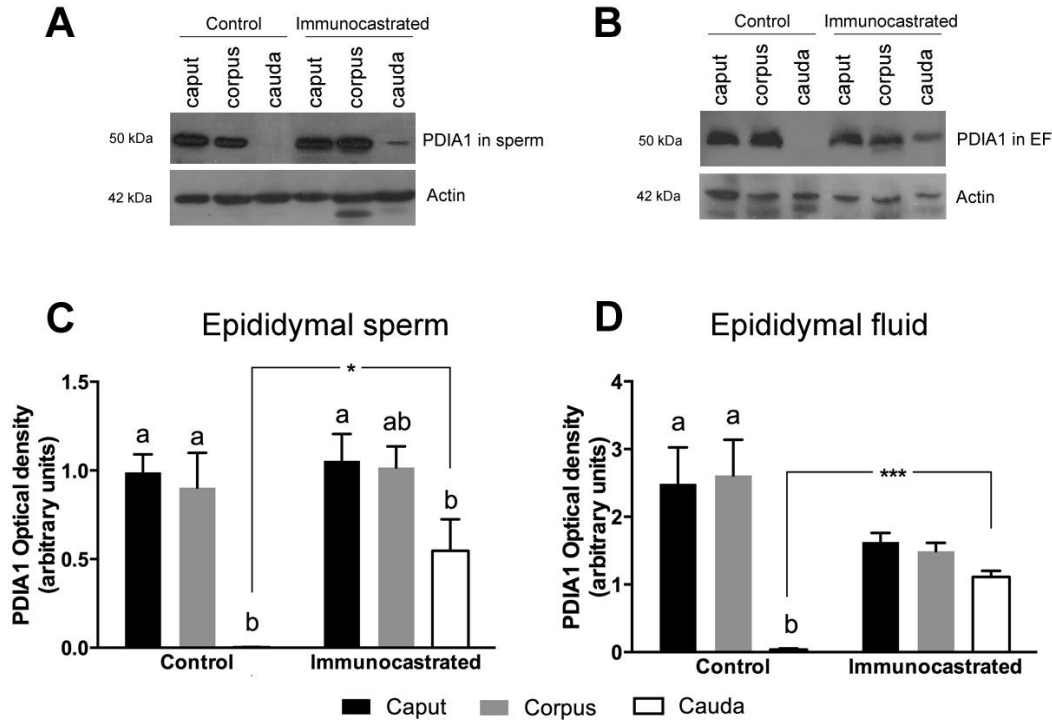 A
Control
Immunocastrated
caput
corpus
cauda
caput
corpus
cauda
50 kDa
PDIA1 in sperm
42 kDa
Actin
B
Control
Immunocastrated
caput
corpus
cauda
caput
corpus
cauda
50 kDa
PDIA1 in EF
42 kDa
Actin
C
Epididymal sperm
PDIA1 Optical density
(arbitrary units)
1.5
1.0
0.5
0.0
a
a
b
a
ab
b
*
Control
Immunocastrated
D
Epididymal fluid
PDIA1 Optical density
(arbitrary units)
4
3
2
1
0
a
a
b
***
Control
Immunocastrated
Caput
Corpus
Cauda